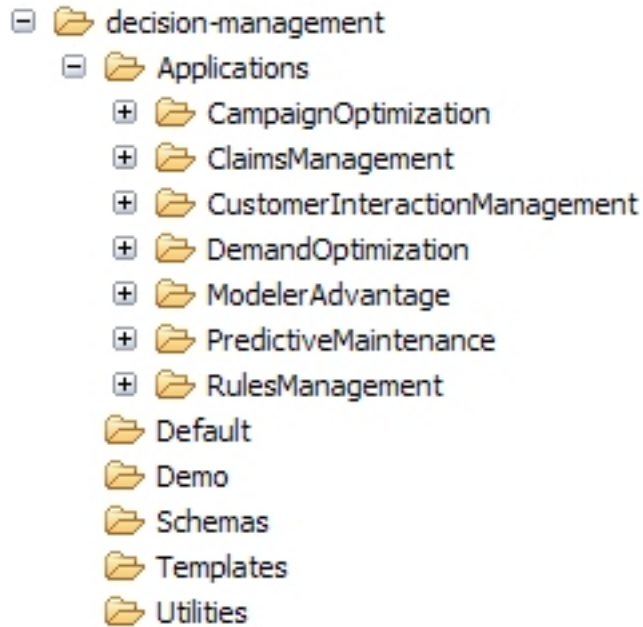 decision-management
Applications
CampaignOptimization
ClaimsManagement
CustomerInteractionManagement
DemandOptimization
ModelerAdvantage
PredictiveMaintenance
RulesManagement
Default
Demo
Schemas
Templates
Utilities